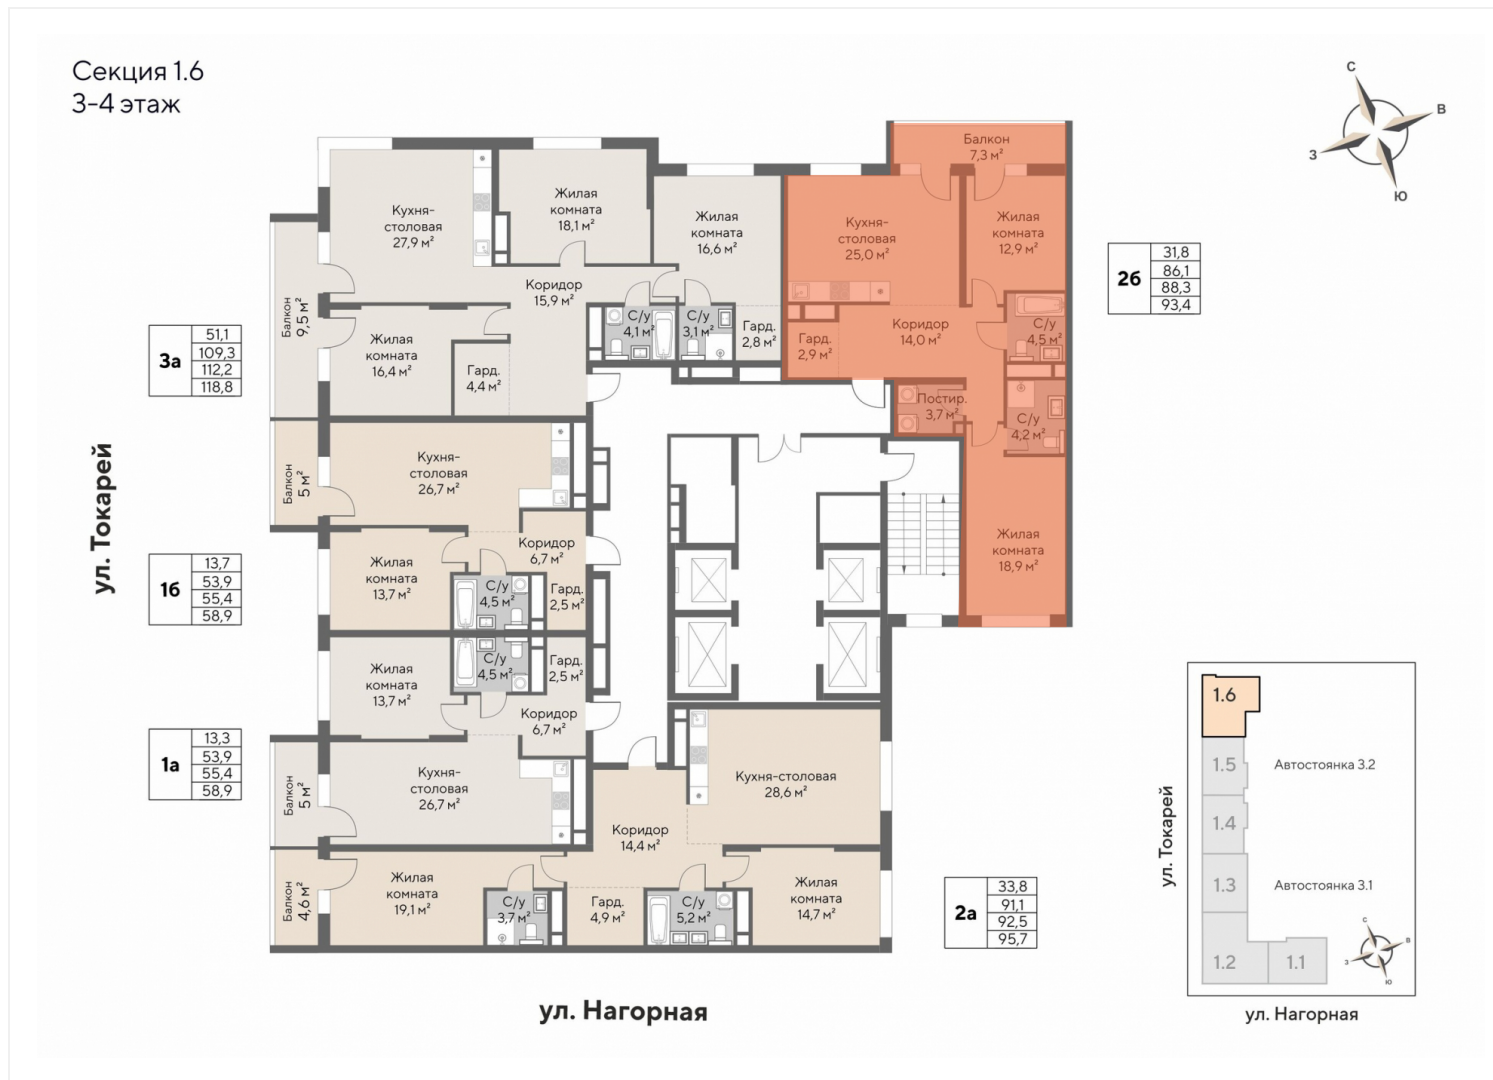 Секция 1.6
3-4 этаж
С
В
З
Ю
Балкон
7,3 м²
Кухня-
столовая
27,9 м²
Жилая
комната
18,1 м²
Жилая
комната
16,6 м²
Кухня-
столовая
25,0 м²
Жилая
комната
12,9 м²
2б
31,8
86,1
88,3
93,4
Балкон
9,5 м²
Коридор
15,9 м²
С/у
4,1 м²
С/у
3,1 м²
Гард.
2,8 м²
Гард.
2,9 м²
Коридор
14,0 м²
С/у
4,5 м²
3а
51,1
109,3
112,2
118,8
Жилая
комната
16,4 м²
Гард.
4,4 м²
Постир.
3,7 м²
С/у
4,2 м²
Балкон
5 м²
Кухня-
столовая
26,7 м²
ул. Токарей
Коридор
6,7 м²
Жилая
комната
18,9 м²
1б
13,7
53,9
55,4
58,9
Жилая
комната
13,7 м²
С/у
4,5 м²
Гард.
2,5 м²
Жилая
комната
13,7 м²
С/у
4,5 м²
Гард.
2,5 м²
Коридор
6,7 м²
1а
13,3
53,9
55,4
58,9
Балкон
5 м²
Кухня-
столовая
26,7 м²
Кухня-столовая
28,6 м²
Коридор
14,4 м²
Балкон
4,6 м²
Жилая
комната
19,1 м²
С/у
3,7 м²
Гард.
4,9 м²
С/у
5,2 м²
Жилая
комната
14,7 м²
2а
33,8
91,1
92,5
95,7
ул. Нагорная
1.6
1.5
Автостоянка 3.2
1.4
ул. Токарей
1.3
Автостоянка 3.1
1.2
1.1
С
В
З
Ю
ул. Нагорная